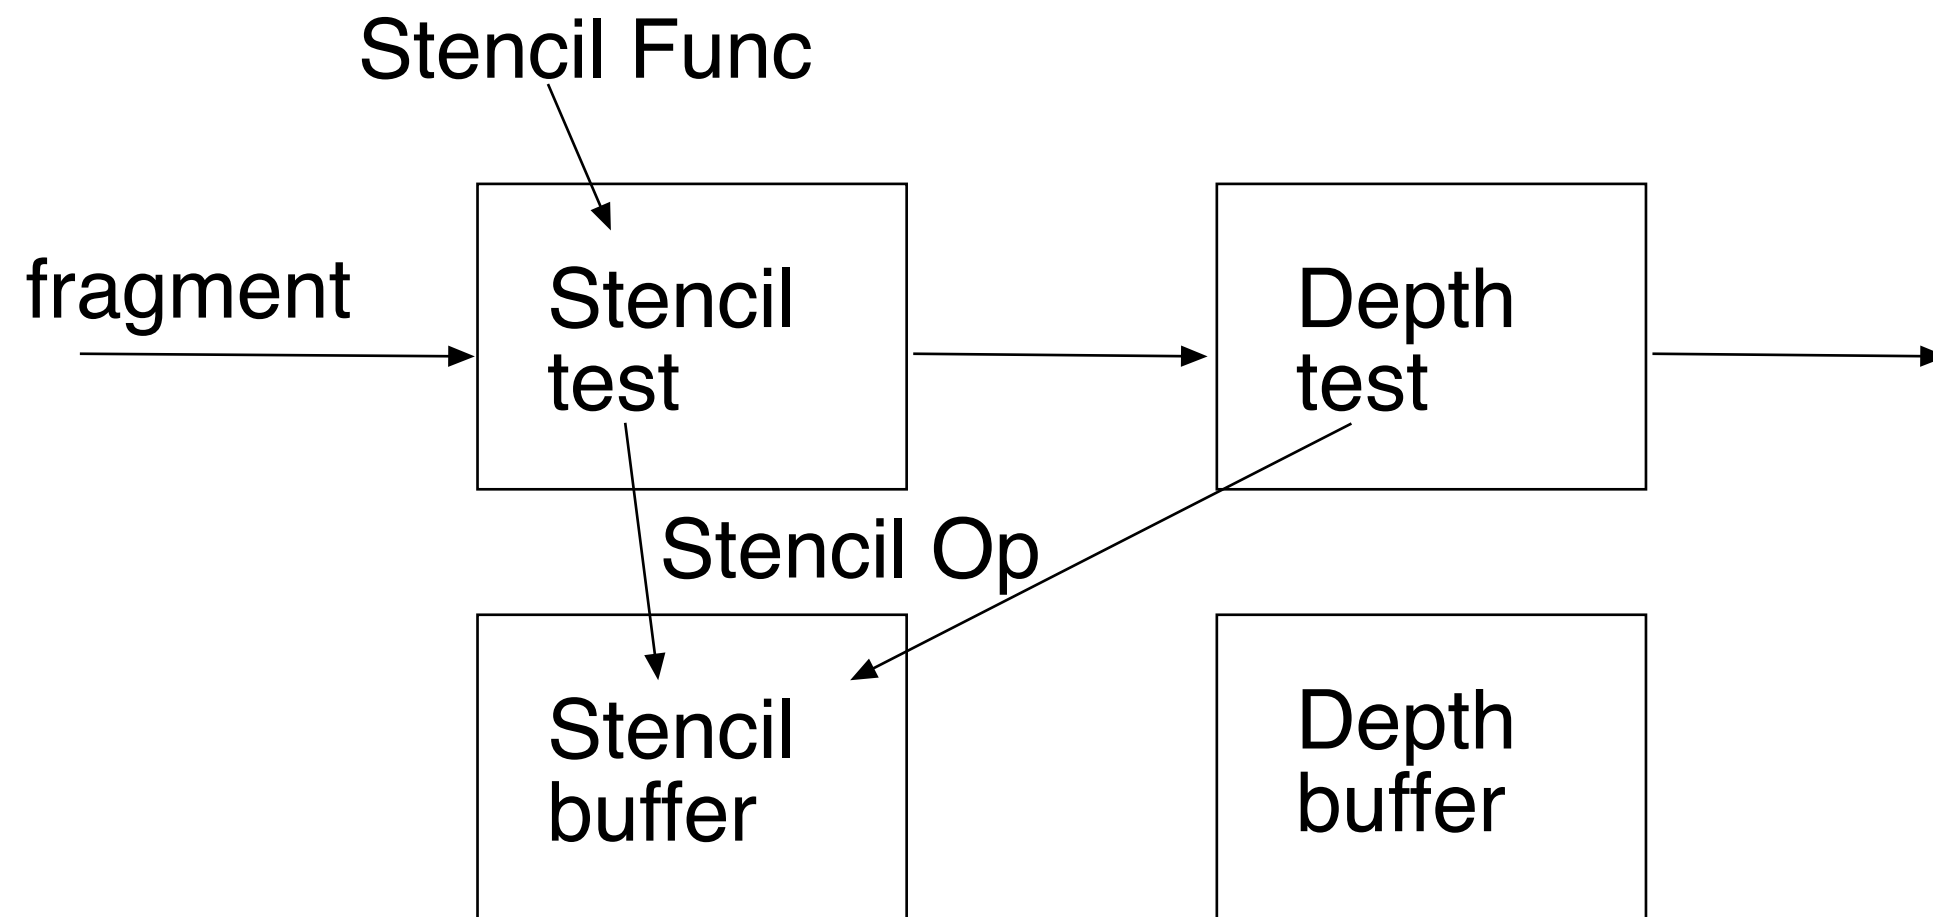 Stencil Func
fragment
Stencil
test
Depth
test
Stencil Op
Stencil
buffer
Depth
buffer